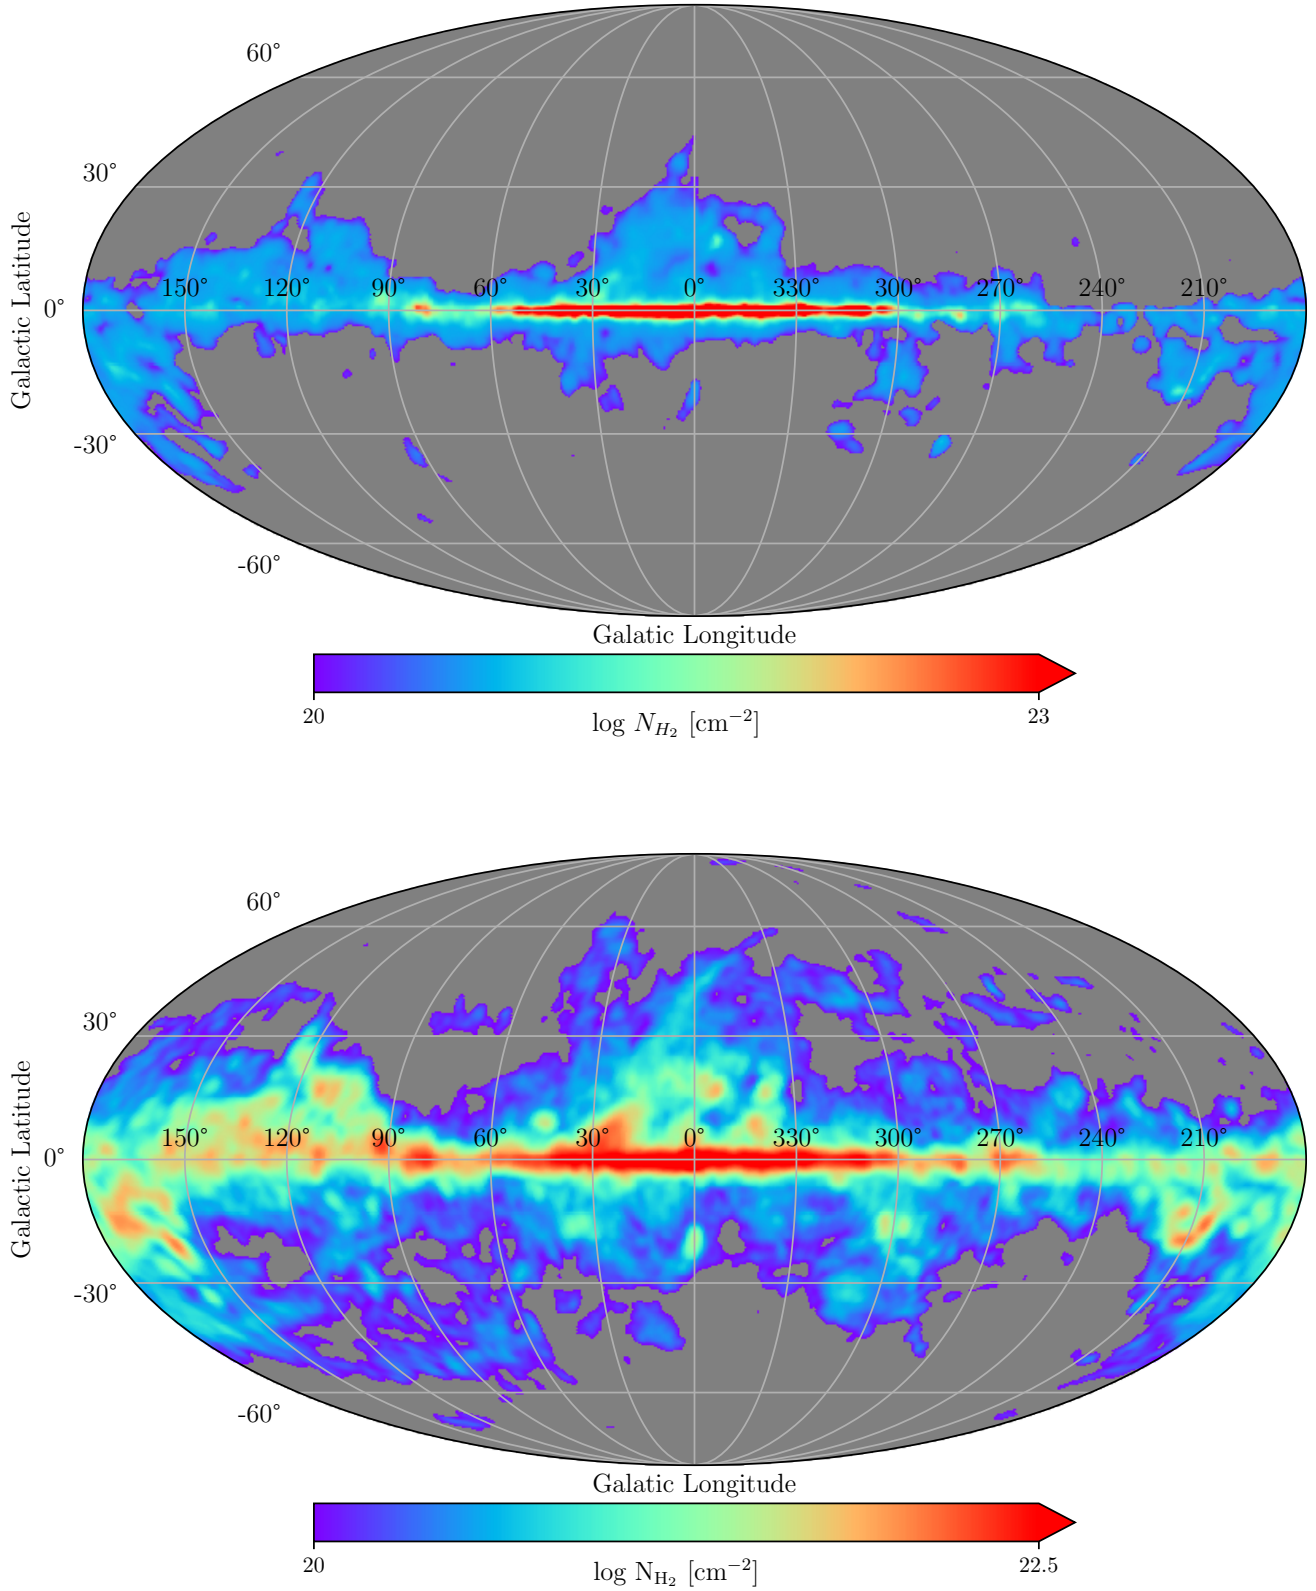 60°
30°
Galactic Latitude
150° 120° 90° 60° 30° 0° 330° 300° 270 240° 210°
0°
-30°
-60°
Galatic Longitude
20 23
log N_{H_2} [cm^{-2}]
60°
30°
Galactic Latitude
150° 120° 90° 60° 30° 0° 330° 300° 270° 240° 210°
0°
-30°
-60°
Galatic Longitude
20 22.5
log N_{H_2} [cm^{-2}]